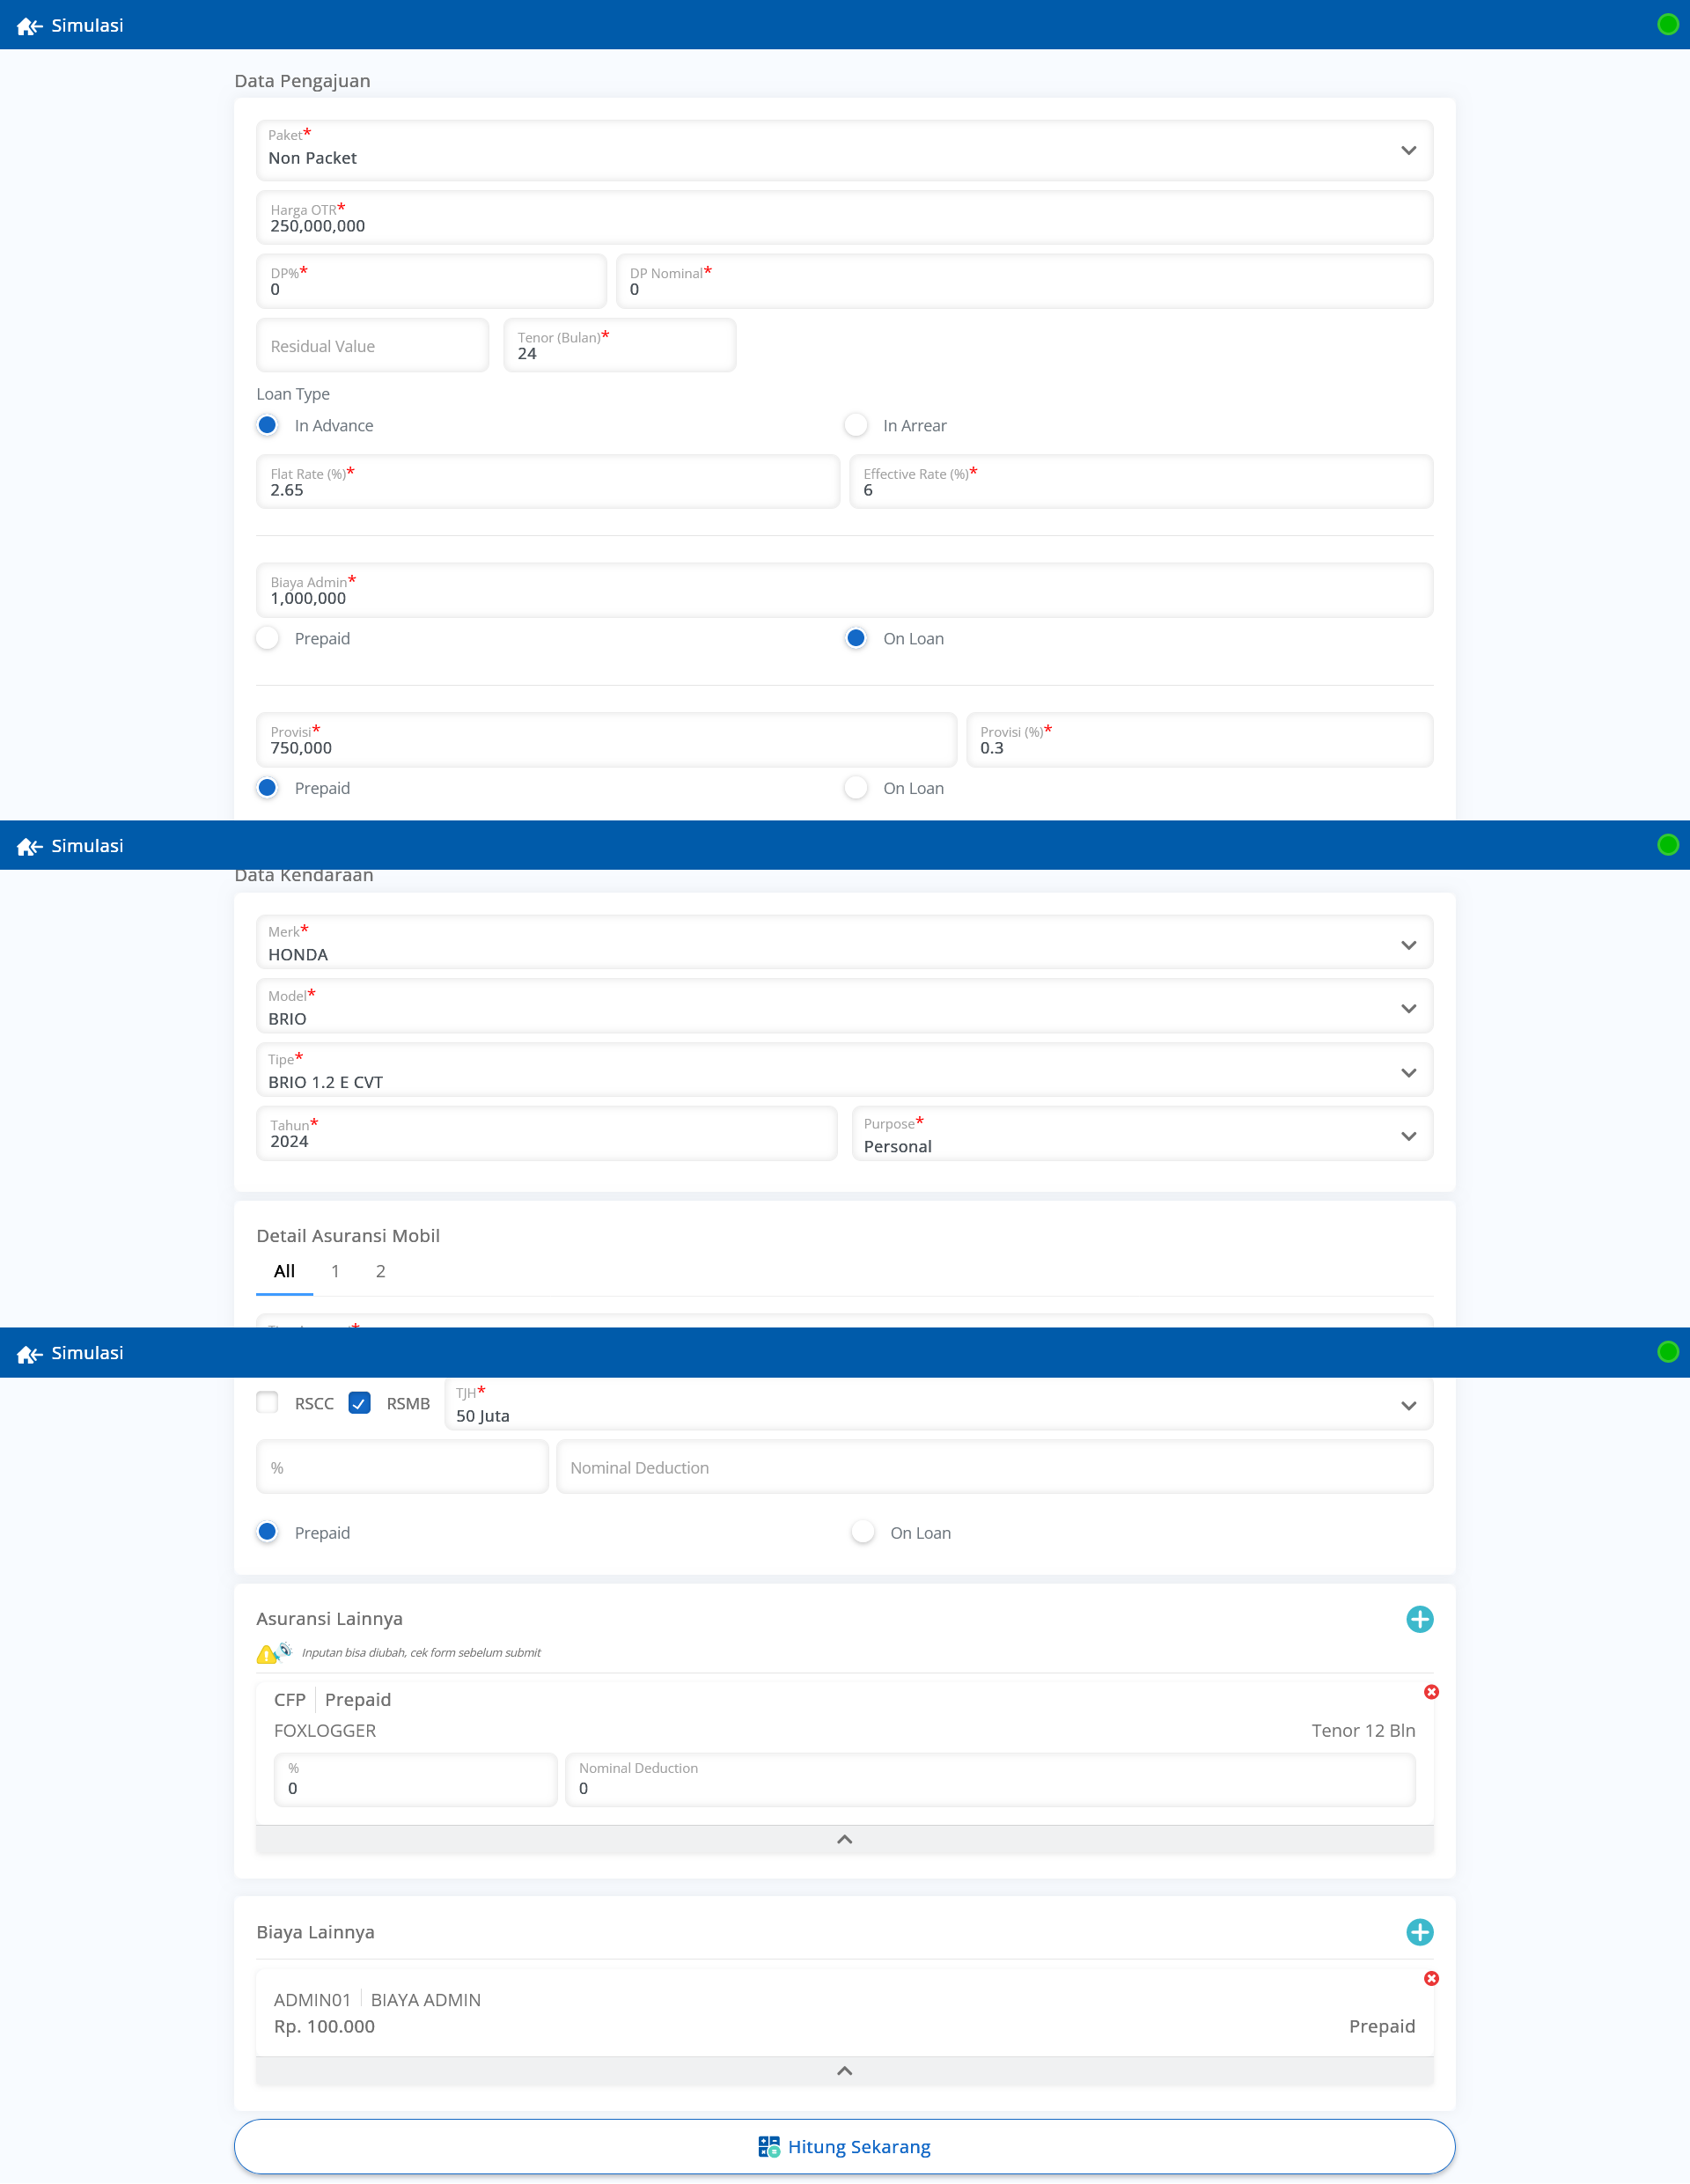 Simulasi
Data Pengajuan
Paket*
Non Packet
Harga OTR*
250,000,000
DP%*
0
DP Nominal*
0
Residual Value
Tenor (Bulan)*
24
Loan Type
In Advance
In Arrear
Flat Rate (%)*
2.65
Effective Rate (%)*
6
Biaya Admin*
1,000,000
Prepaid
On Loan
Provisi*
750,000
Provisi (%)*
0.3
Prepaid
On Loan
Simulasi
Data Kendaraan
Merk*
HONDA
Model*
BRIO
Tipe*
BRIO 1.2 E CVT
Tahun*
2024
Purpose*
Personal
Detail Asuransi Mobil
All 1 2
Simulasi
RSCC
RSMB
TJH*
50 Juta
%
Nominal Deduction
Prepaid
On Loan
Asuransi Lainnya
Inputan bisa diubah, cek form sebelum submit
CFP Prepaid
FOXLOGGER
Tenor 12 Bln
%
0
Nominal Deduction
0
Biaya Lainnya
ADMIN01 BIAYA ADMIN
Rp. 100.000
Prepaid
Hitung Sekarang